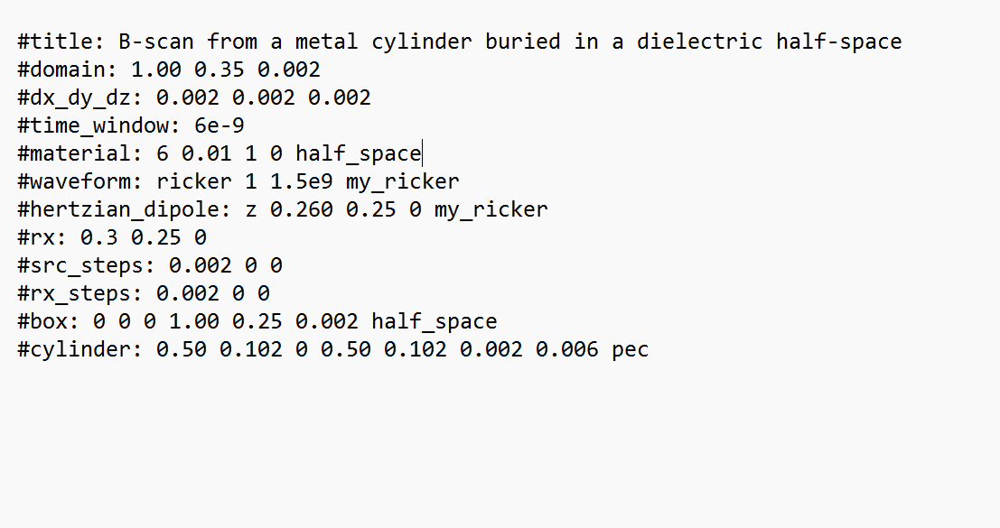 #title: B-scan from a metal cylinder buried in a dielectric half-space
#domain: 1.00 0.35 0.002
#dx_dy_dz: 0.002 0.002 0.002
#time_window: 6e-9
#material: 6 0.01 1 0 half_space
#waveform: ricker 1 1.5e9 my_ricker
#hertzian_dipole: z 0.260 0.25 0 my_ricker
#rx: 0.3 0.25 0
#src_steps: 0.002 0 0
#rx_steps: 0.002 0 0
#box: 0 0 0 1.00 0.25 0.002 half_space
#cylinder: 0.50 0.102 0 0.50 0.102 0.002 0.006 pec